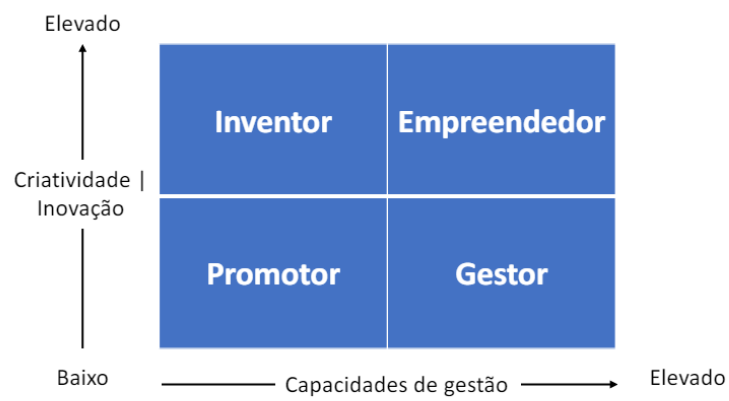 Elevado
Inventor
Empreendedor
Criatividade |
Inovação
Promotor
Gestor
Baixo
Capacidades de gestão
Elevado